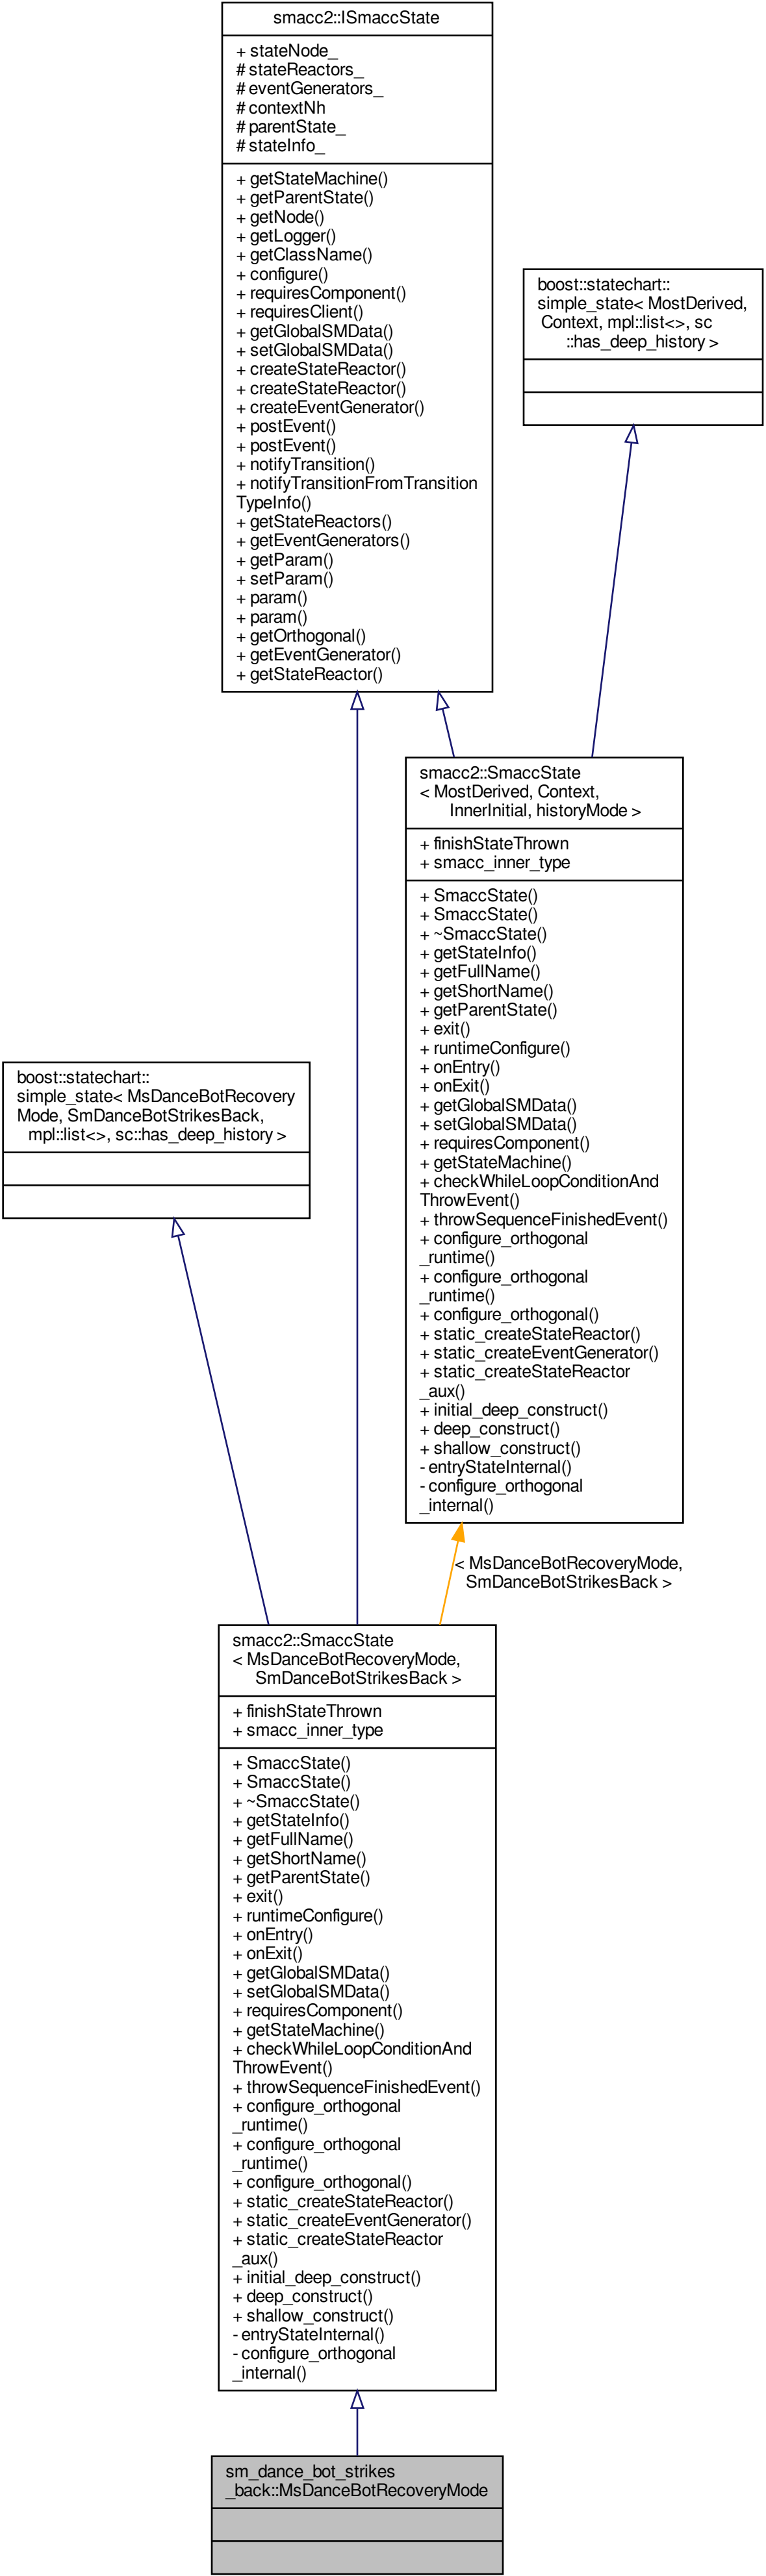 smacc2::ISmaccState
+ stateNode_
# stateReactors_
# eventGenerators_
# contextNh
# parentState_
# stateInfo_
+ getStateMachine()
+ getParentState()
+ getNode()
+ getLogger()
+ getClassName()
+ configure()
+ requiresComponent()
+ requiresClient()
+ getGlobalSMData()
+ setGlobalSMData()
+ createStateReactor()
+ createStateReactor()
+ createEventGenerator()
+ postEvent()
+ postEvent()
+ notifyTransition()
+ notifyTransitionFromTransition
TypeInfo()
+ getStateReactors()
+ getEventGenerators()
+ getParam()
+ setParam()
+ param()
+ param()
+ getOrthogonal()
+ getEventGenerator()
+ getStateReactor()
boost::statechart::
simple_state< MostDerived,
Context, mpl::list<>, sc
::has_deep_history >
smacc2::SmaccState
< MostDerived, Context,
InnerInitial, historyMode >
+ finishStateThrown
+ smacc_inner_type
+ SmaccState()
+ SmaccState()
+ ~SmaccState()
+ getStateInfo()
+ getFullName()
+ getShortName()
+ getParentState()
+ exit()
+ runtimeConfigure()
+ onEntry()
+ onExit()
+ getGlobalSMData()
+ setGlobalSMData()
+ requiresComponent()
+ getStateMachine()
+ checkWhileLoopConditionAnd
ThrowEvent()
+ throwSequenceFinishedEvent()
+ configure_orthogonal
_runtime()
+ configure_orthogonal
_runtime()
+ configure_orthogonal()
+ static_createStateReactor()
+ static_createEventGenerator()
+ static_createStateReactor
_aux()
+ initial_deep_construct()
+ deep_construct()
+ shallow_construct()
- entryStateInternal()
- configure_orthogonal
_internal()
boost::statechart::
simple_state< MsDanceBotRecovery
Mode, SmDanceBotStrikesBack,
mpl::list<>, sc::has_deep_history >
< MsDanceBotRecoveryMode,
SmDanceBotStrikesBack >
smacc2::SmaccState
< MsDanceBotRecoveryMode,
SmDanceBotStrikesBack >
+ finishStateThrown
+ smacc_inner_type
+ SmaccState()
+ SmaccState()
+ ~SmaccState()
+ getStateInfo()
+ getFullName()
+ getShortName()
+ getParentState()
+ exit()
+ runtimeConfigure()
+ onEntry()
+ onExit()
+ getGlobalSMData()
+ setGlobalSMData()
+ requiresComponent()
+ getStateMachine()
+ checkWhileLoopConditionAnd
ThrowEvent()
+ throwSequenceFinishedEvent()
+ configure_orthogonal
_runtime()
+ configure_orthogonal
_runtime()
+ configure_orthogonal()
+ static_createStateReactor()
+ static_createEventGenerator()
+ static_createStateReactor
_aux()
+ initial_deep_construct()
+ deep_construct()
+ shallow_construct()
- entryStateInternal()
- configure_orthogonal
_internal()
sm_dance_bot_strikes
_back::MsDanceBotRecoveryMode